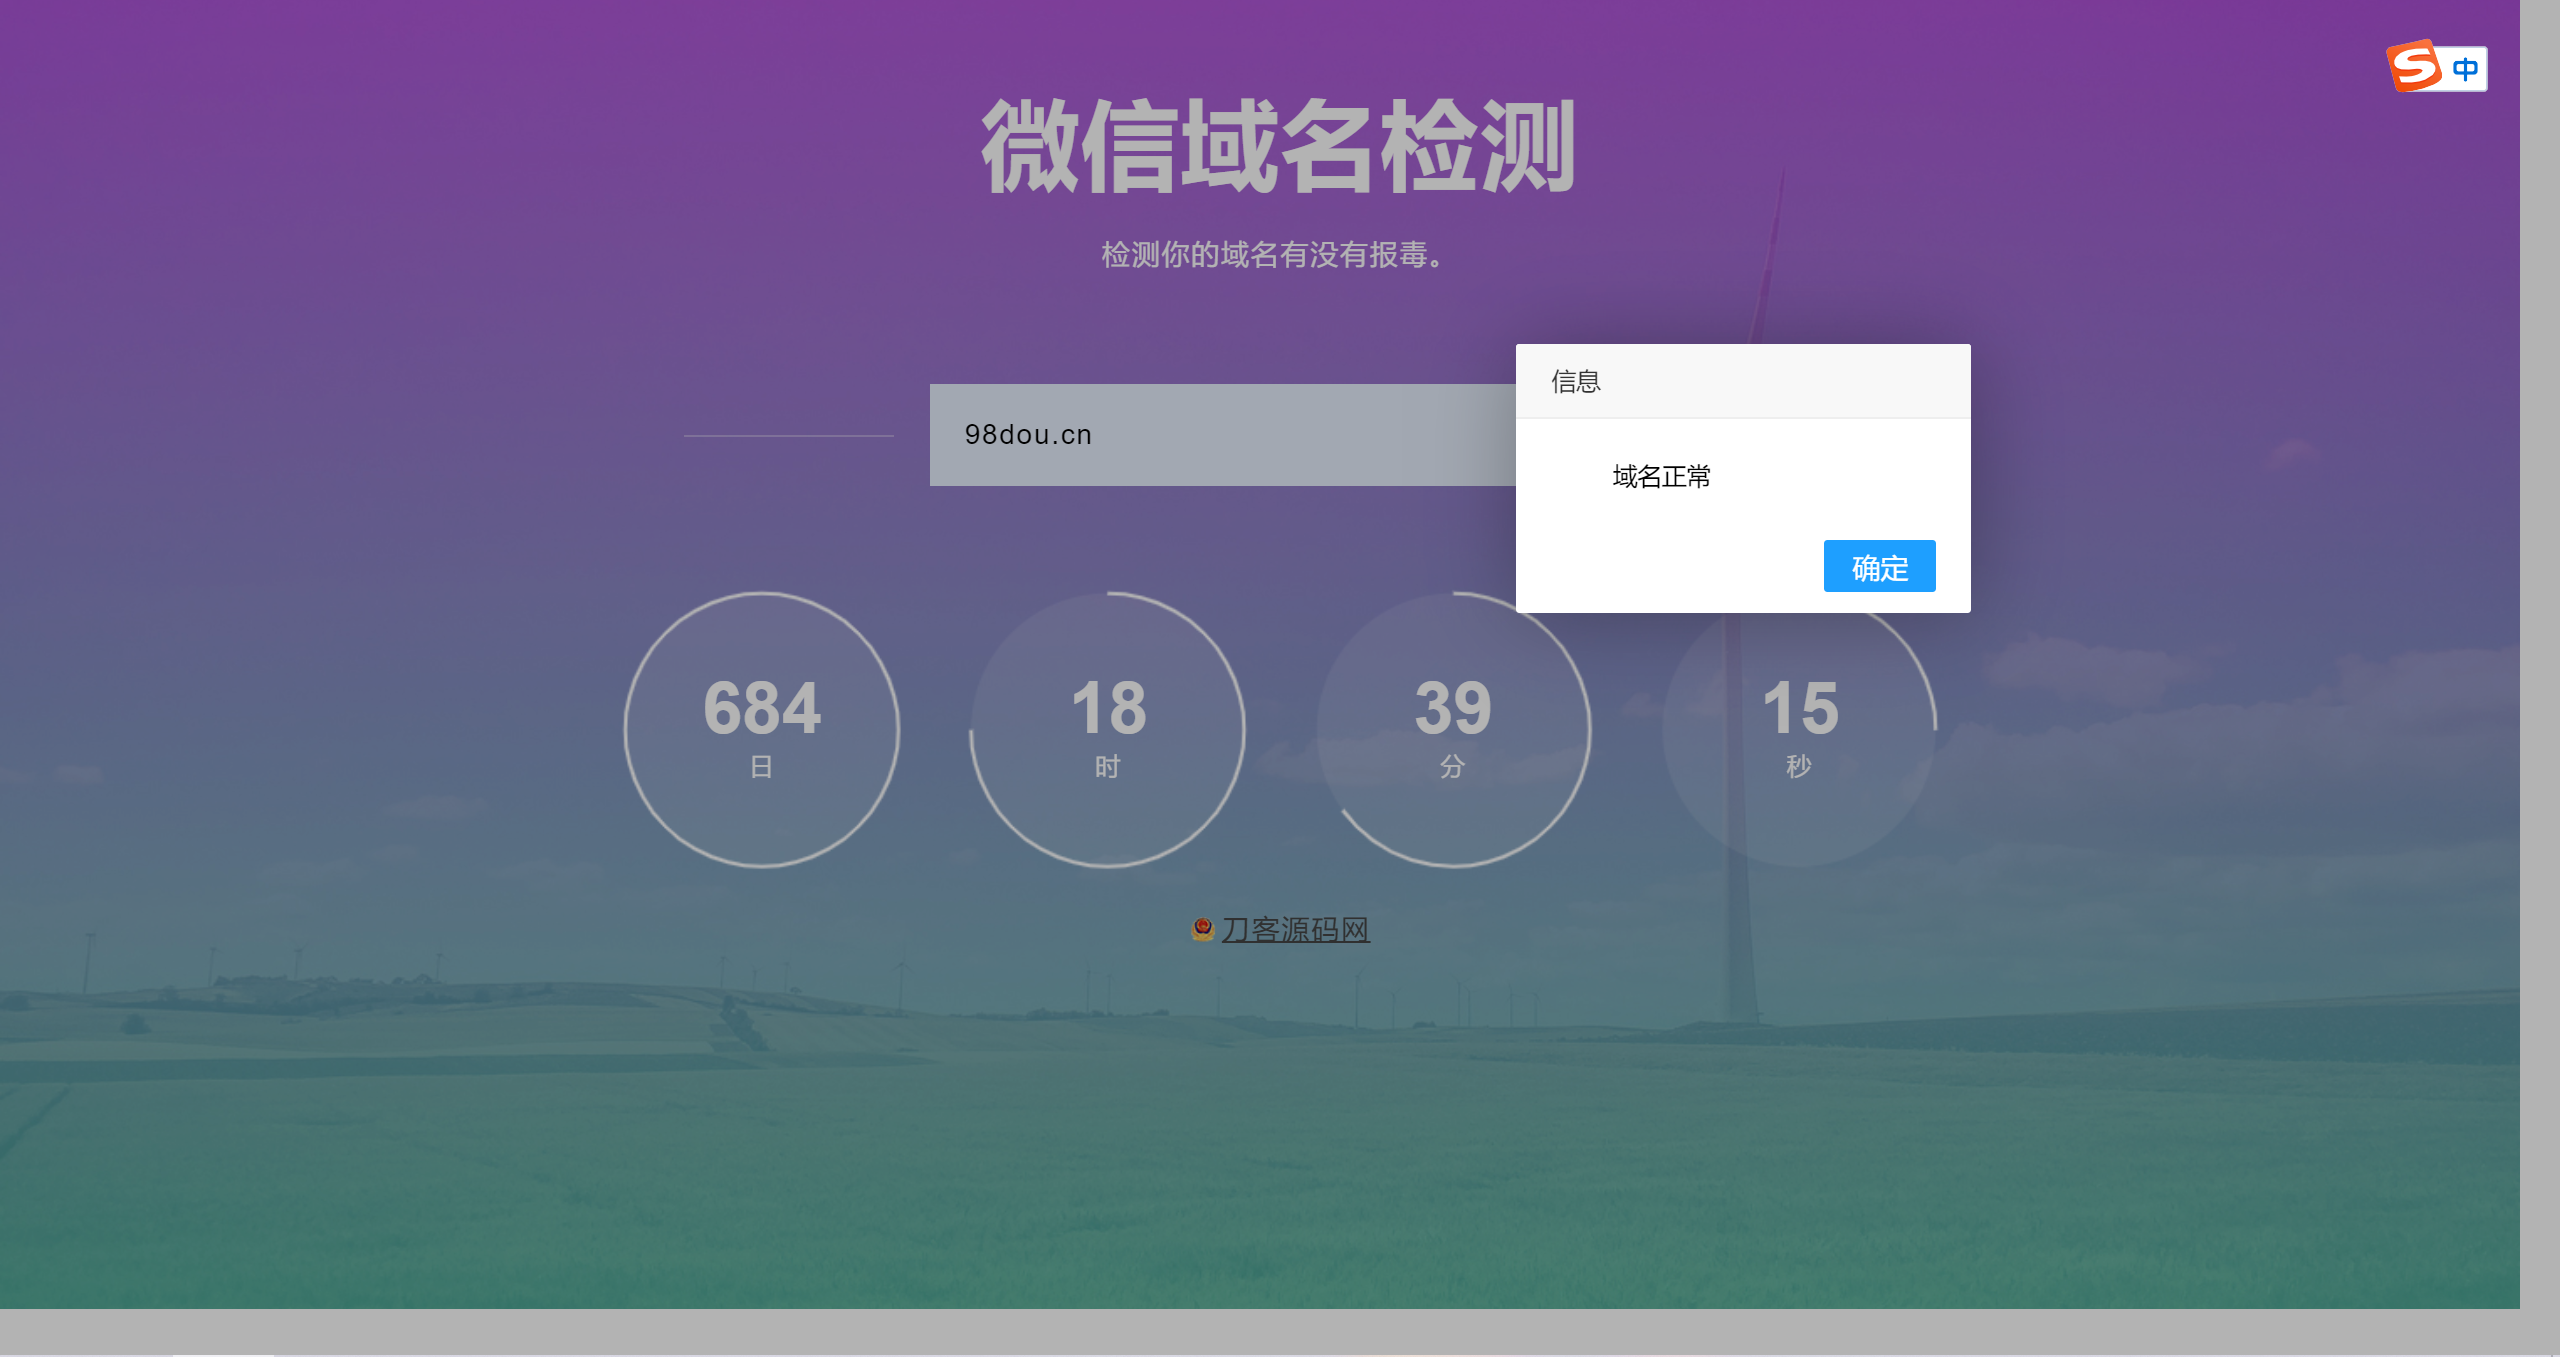 中
微信域名检测
检测你的域名有没有报毒。
98dou.cn
信息
域名正常
确定
684
日
18
时
39
分
15
秒
刀客源码网